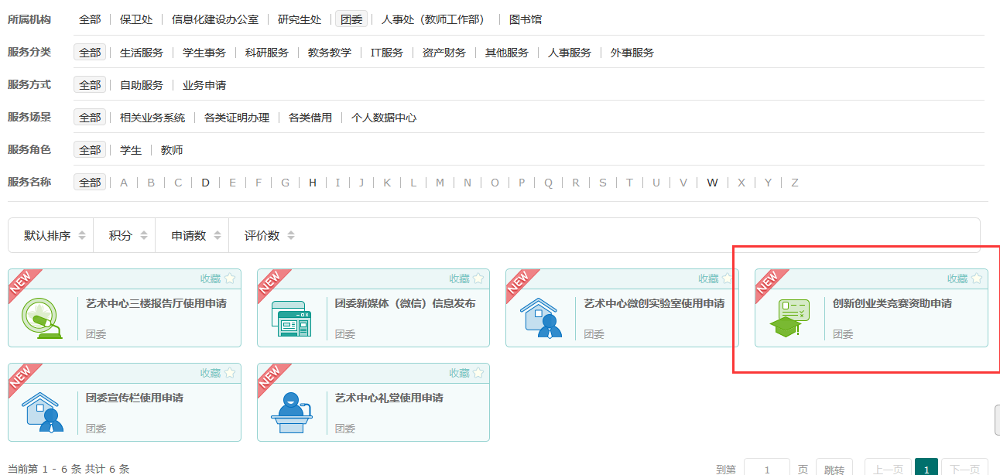 所属机构 全部 保卫处 信息化建设办公室 研究生处 团委 人事处（教师工作部） 图书馆
服务分类 全部 生活服务 学生事务 科研服务 教务教学 IT服务 资产财务 其他服务 人事服务 外事服务
服务方式 全部 自助服务 业务申请
服务场景 全部 相关业务系统 各类证明办理 各类借用 个人数据中心
服务角色 全部 学生 教师
服务名称 全部 A B C D E F G H I J K L M N O P Q R S T U V W X Y Z
默认排序 积分 申请数 评价数
NEW 收藏 NEW 收藏 NEW 收藏 NEW 收藏
艺术中心三楼报告厅使用申请 团委新媒体（微信）信息发布 艺术中心微创实验室使用申请 创新创业类竞赛资助申请
团委 团委 团委 团委
NEW 收藏 NEW 收藏
团委宣传栏使用申请 艺术中心礼堂使用申请
团委 团委
当前第 1 - 6 条 共计 6 条 到第 1 页 跳转 上一页 1 下一页